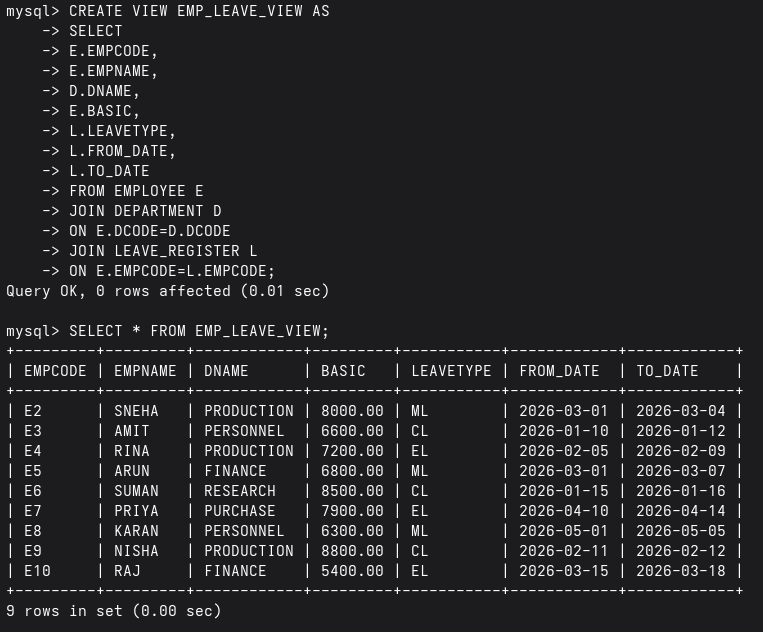 mysql> CREATE VIEW EMP_LEAVE_VIEW AS
    -> SELECT
    -> E.EMPCODE,
    -> E.EMPNAME,
    -> D.DNAME,
    -> E.BASIC,
    -> L.LEAVETYPE,
    -> L.FROM_DATE,
    -> L.TO_DATE
    -> FROM EMPLOYEE E
    -> JOIN DEPARTMENT D
    -> ON E.DCODE=D.DCODE
    -> JOIN LEAVE_REGISTER L
    -> ON E.EMPCODE=L.EMPCODE;
Query OK, 0 rows affected (0.01 sec)

mysql> SELECT * FROM EMP_LEAVE_VIEW;
+---------+---------+------------+---------+-----------+------------+------------+
| EMPCODE | EMPNAME | DNAME      | BASIC   | LEAVETYPE | FROM_DATE  | TO_DATE    |
+---------+---------+------------+---------+-----------+------------+------------+
| E2      | SNEHA   | PRODUCTION | 8000.00 | ML        | 2026-03-01 | 2026-03-04 |
| E3      | AMIT    | PERSONNEL  | 6600.00 | CL        | 2026-01-10 | 2026-01-12 |
| E4      | RINA    | PRODUCTION | 7200.00 | EL        | 2026-02-05 | 2026-02-09 |
| E5      | ARUN    | FINANCE    | 6800.00 | ML        | 2026-03-01 | 2026-03-07 |
| E6      | SUMAN   | RESEARCH   | 8500.00 | CL        | 2026-01-15 | 2026-01-16 |
| E7      | PRIYA   | PURCHASE   | 7900.00 | EL        | 2026-04-10 | 2026-04-14 |
| E8      | KARAN   | PERSONNEL  | 6300.00 | ML        | 2026-05-01 | 2026-05-05 |
| E9      | NISHA   | PRODUCTION | 8800.00 | CL        | 2026-02-11 | 2026-02-12 |
| E10     | RAJ     | FINANCE    | 5400.00 | EL        | 2026-03-15 | 2026-03-18 |
+---------+---------+------------+---------+-----------+------------+------------+
9 rows in set (0.00 sec)